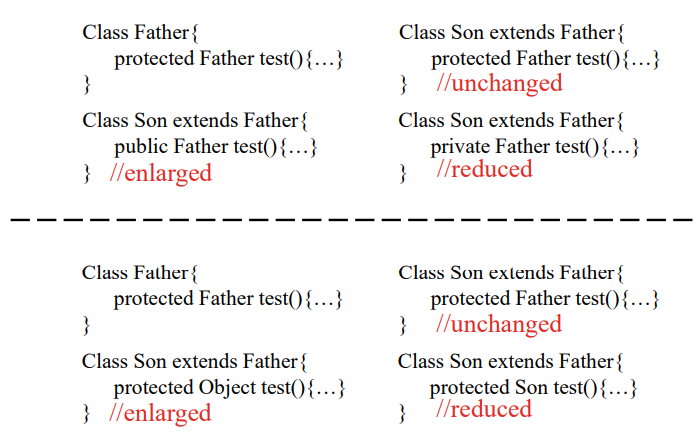 Class Father{
protected Father test(){…}
}
Class Son extends Father{
protected Father test(){…}
} //unchanged
Class Son extends Father{
public Father test(){…}
} //enlarged
Class Son extends Father{
private Father test(){…}
} //reduced
Class Father{
protected Father test(){…}
}
Class Son extends Father{
protected Father test(){…}
} //unchanged
Class Son extends Father{
protected Object test(){…}
} //enlarged
Class Son extends Father{
protected Son test(){…}
} //reduced